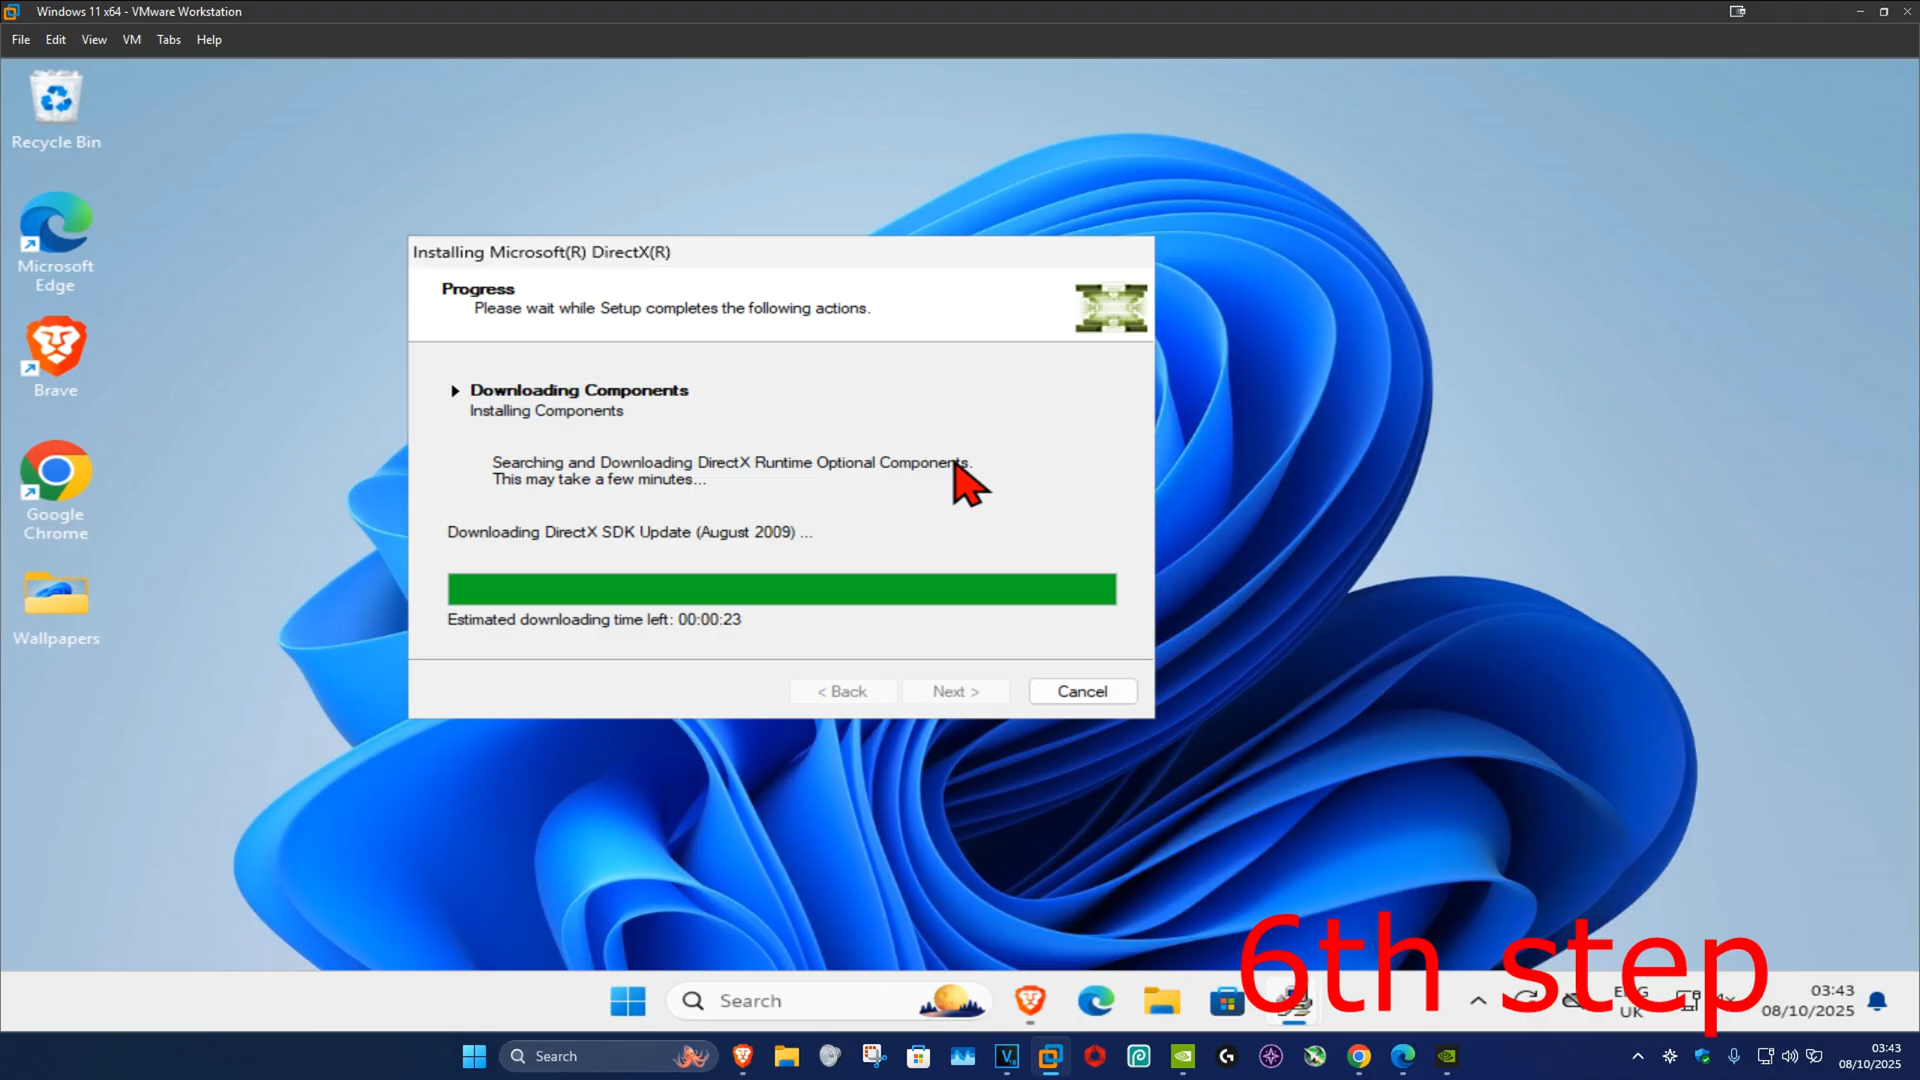 Windows 11 x64 - VMware Workstation
File Edit View VM Tabs Help
Recycle Bin
Microsoft
Edge
Brave
Google
Chrome
Wallpapers
Installing Microsoft(R) DirectX(R)
Progress
Please wait while Setup completes the following actions.
Downloading Components
Installing Components
Searching and Downloading DirectX Runtime Optional Components.
This may take a few minutes...
Downloading DirectX SDK Update (August 2009) ...
Estimated downloading time left: 00:00:23
< Back Next > Cancel
6th step
Search
ENG
UK
03:43
08/10/2025
Search
03:43
08/10/2025